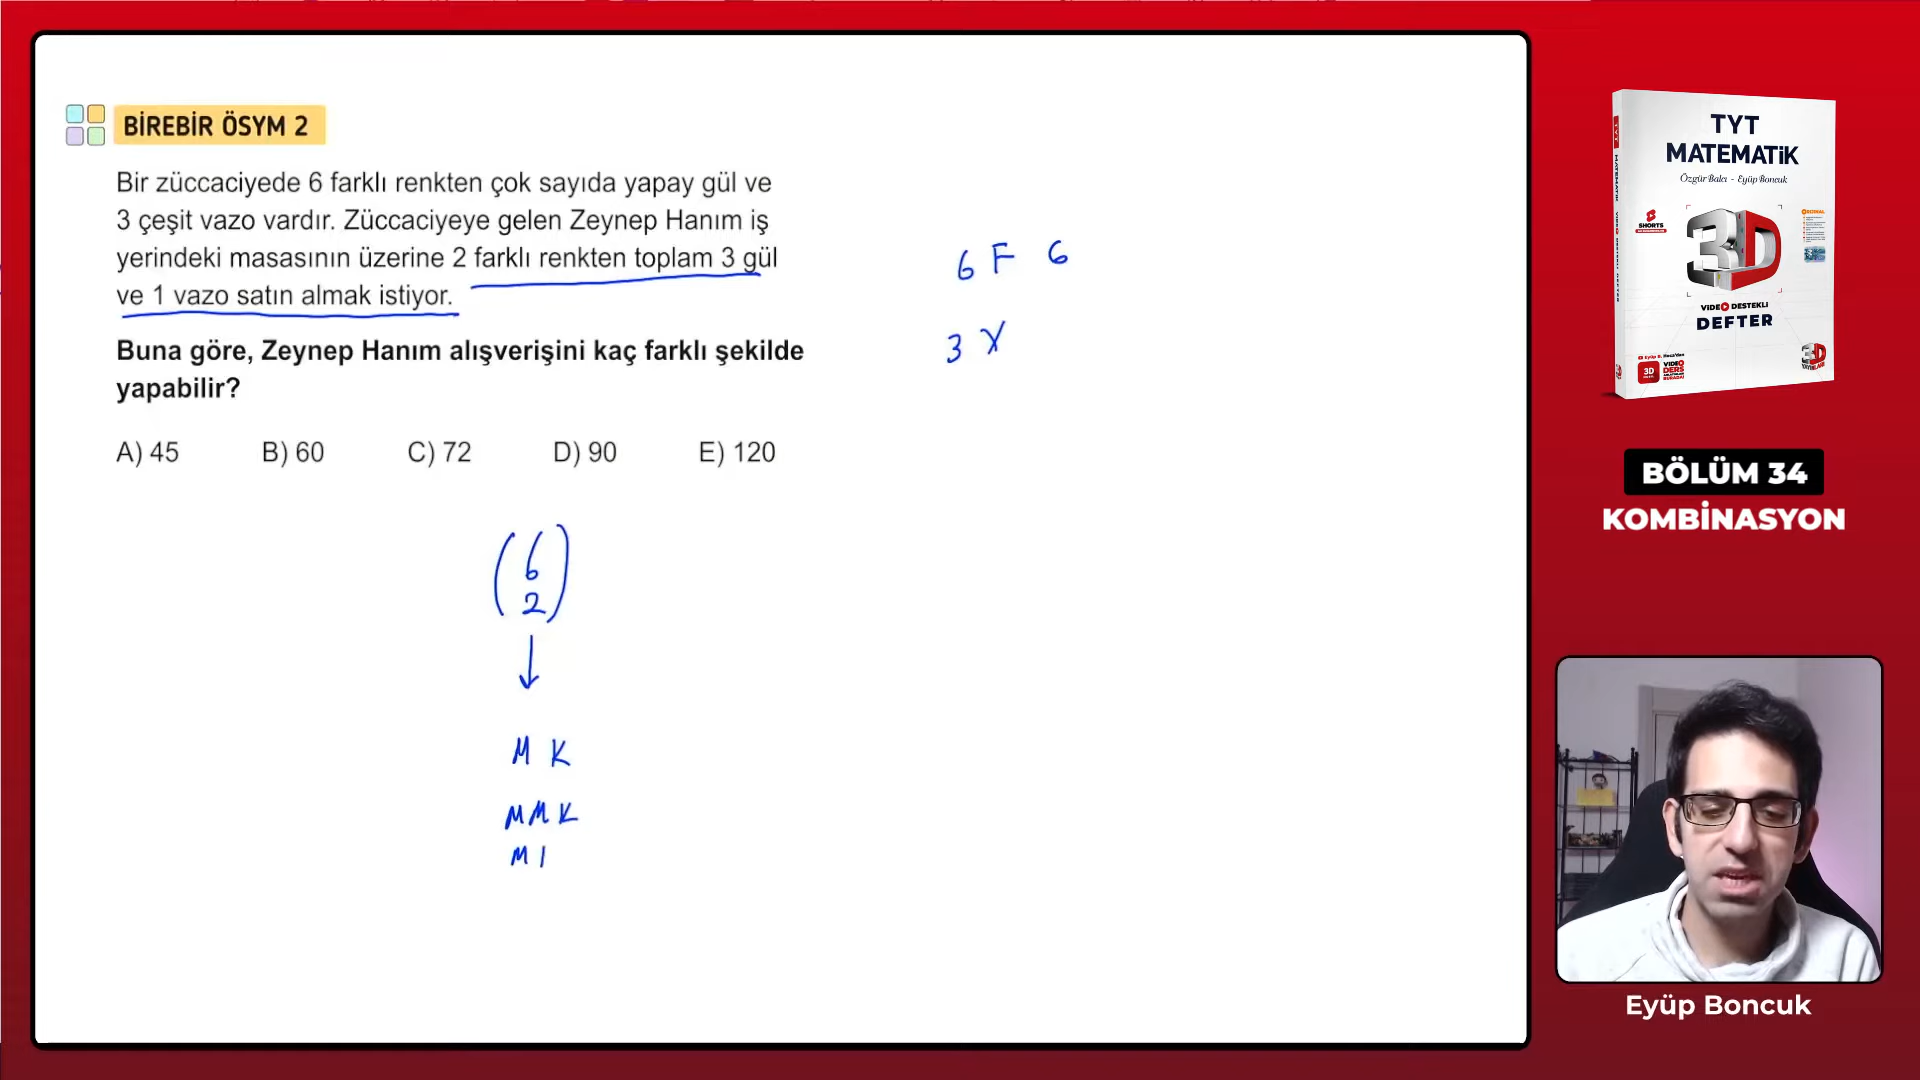 BİREBİR ÖSYM 2
Bir züccaciyede 6 farklı renkten çok sayıda yapay gül ve
3 çeşit vazo vardır. Züccaciyeye gelen Zeynep Hanım iş
yerindeki masasının üzerine 2 farklı renkten toplam 3 gül
ve 1 vazo satın almak istiyor.
Buna göre, Zeynep Hanım alışverişini kaç farklı şekilde
yapabilir?
A) 45 B) 60 C) 72 D) 90 E) 120
6 F 6
3 V
(6
2)
M K
M M K
M I
TYT
MATEMATİK
Özgür Balcı - Eyüp Boncuk
SHORTS
3D
VIDEO DESTEKLİ
DEFTER
BÖLÜM 34
KOMBİNASYON
Eyüp Boncuk